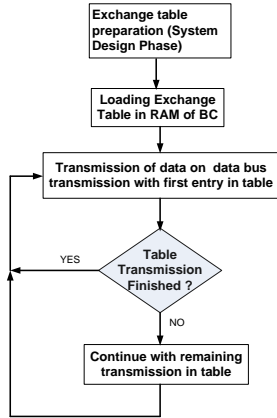 Exchange table
preparation (System
Design Phase)
Loading Exchange
Table in RAM of BC
Transmission of data on data bus
transmission with first entry in table
Table
Transmission
Finished ?
YES
NO
Continue with remaining
transmission in table